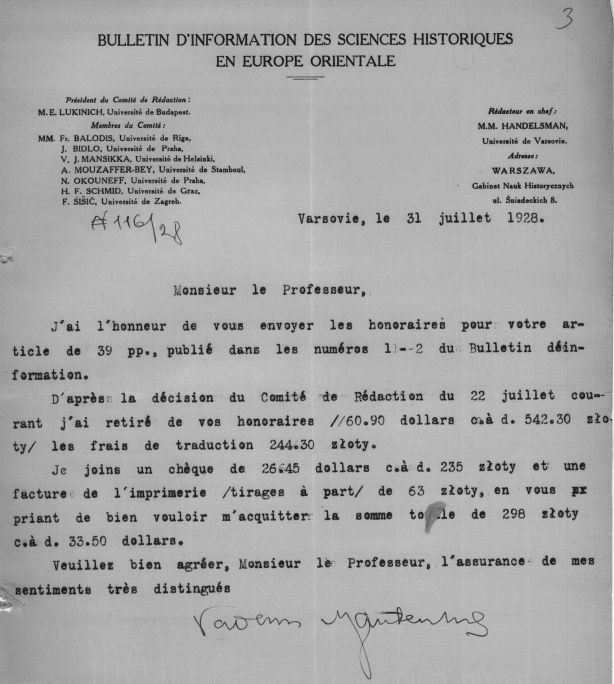 3
BULLETIN D'INFORMATION DES SCIENCES HISTORIQUES
EN EUROPE ORIENTALE
Président du Comité de Rédaction:
M. E. LUKINICH, Université de Budapest.
Membres du Comité:
MM. Fr. BALODIS, Université de Riga,
J. BIDLO, Université de Praha,
V. J. MANSIKKA, Université de Helsinki,
A. MOUZAFFER-BEY, Université de Stamboul,
N. OKOUNEFF, Université de Praha,
H. F. SCHMID, Université de Graz,
F. ŠIŠIĆ, Université de Zagreb.
Rédacteur en chef:
M.M. HANDELSMAN,
Université de Varsovie.
Adresse:
WARSZAWA,
Gabinet Nauk Historycznych
ul. Śniadeckich 8.
116/28
Varsovie, le 31 juillet 1928.
Monsieur le Professeur,
J'ai l'honneur de vous envoyer les honoraires pour votre ar-
ticle de 39 pp., publié dans les numéros 1--2 du Bulletin déin-
formation.
D'après la décision du Comité de Rédaction du 22 juillet cou-
rant j'ai retiré de vos honoraires //60.90 dollars c.à d. 542.30 zło-
ty/ les frais de traduction 244.30 złoty.
Je joins un chèque de 26.45 dollars c.à d. 235 złoty et une
facture de l'imprimerie /tirages à part/ de 63 złoty, en vous pr
priant de bien vouloir m'acquitter la somme de 298 złoty
c.à d. 33.50 dollars.
Veuillez bien agréer, Monsieur le Professeur, l'assurance de mes
sentiments très distingués